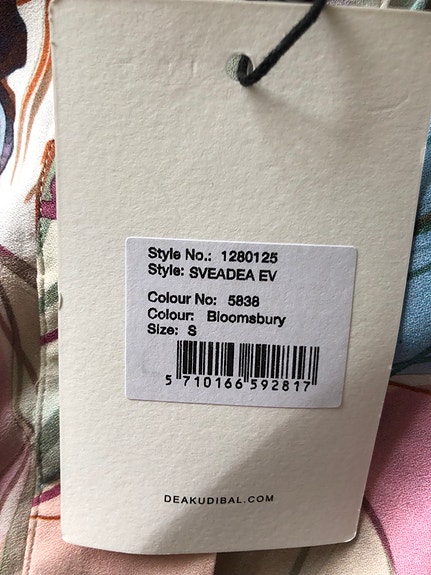 Style No.: 1280125
Style: SVEADEA EV
Colour No: 5838
Colour: Bloomsbury
Size: S
5 710166 592817
DEAKUDIBAL.COM